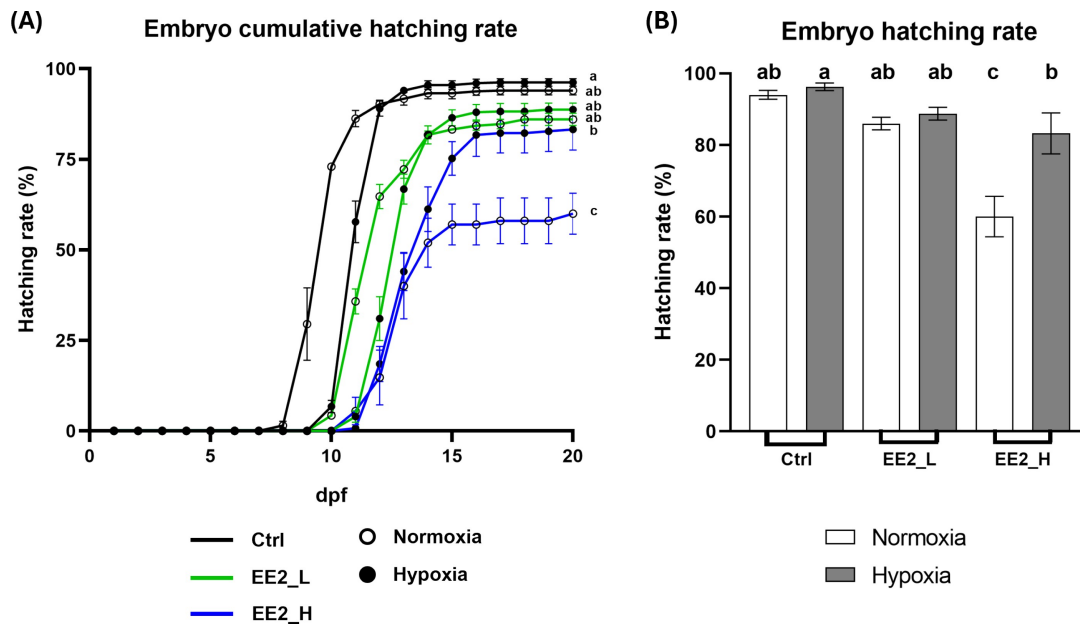 (A)
Embryo cumulative hatching rate
Hatching rate (%)
100
75
50
25
0
0 5 10 15 20
dpf
a
ab
ab
ab
b
c
Ctrl
EE2_L
EE2_H
Normoxia
Hypoxia
(B)
Embryo hatching rate
Hatching rate (%)
100
80
60
40
20
0
ab a ab ab c b
Ctrl EE2_L EE2_H
Normoxia
Hypoxia